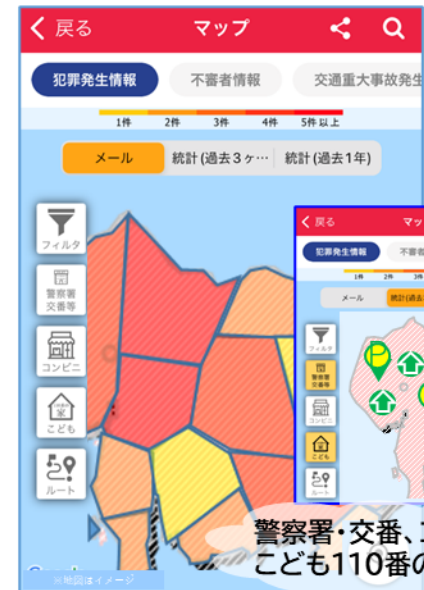 戻る マップ
犯罪発生情報 不審者情報 交通重大事故発生
1件 2件 3件 4件 5件以上
メール 統計(過去3ヶ… 統計(過去1年)
フィルタ
警察署
交番等
コンビニ
こども
ルート
戻る マッ
犯罪発生情報 不審者
1件 2件 3件
メール 統計(過去
フィルタ
警察署
交番等
コンビニ
こども
ルート
P
警察署・交番、コ
こども110番の
※地図はイメージ